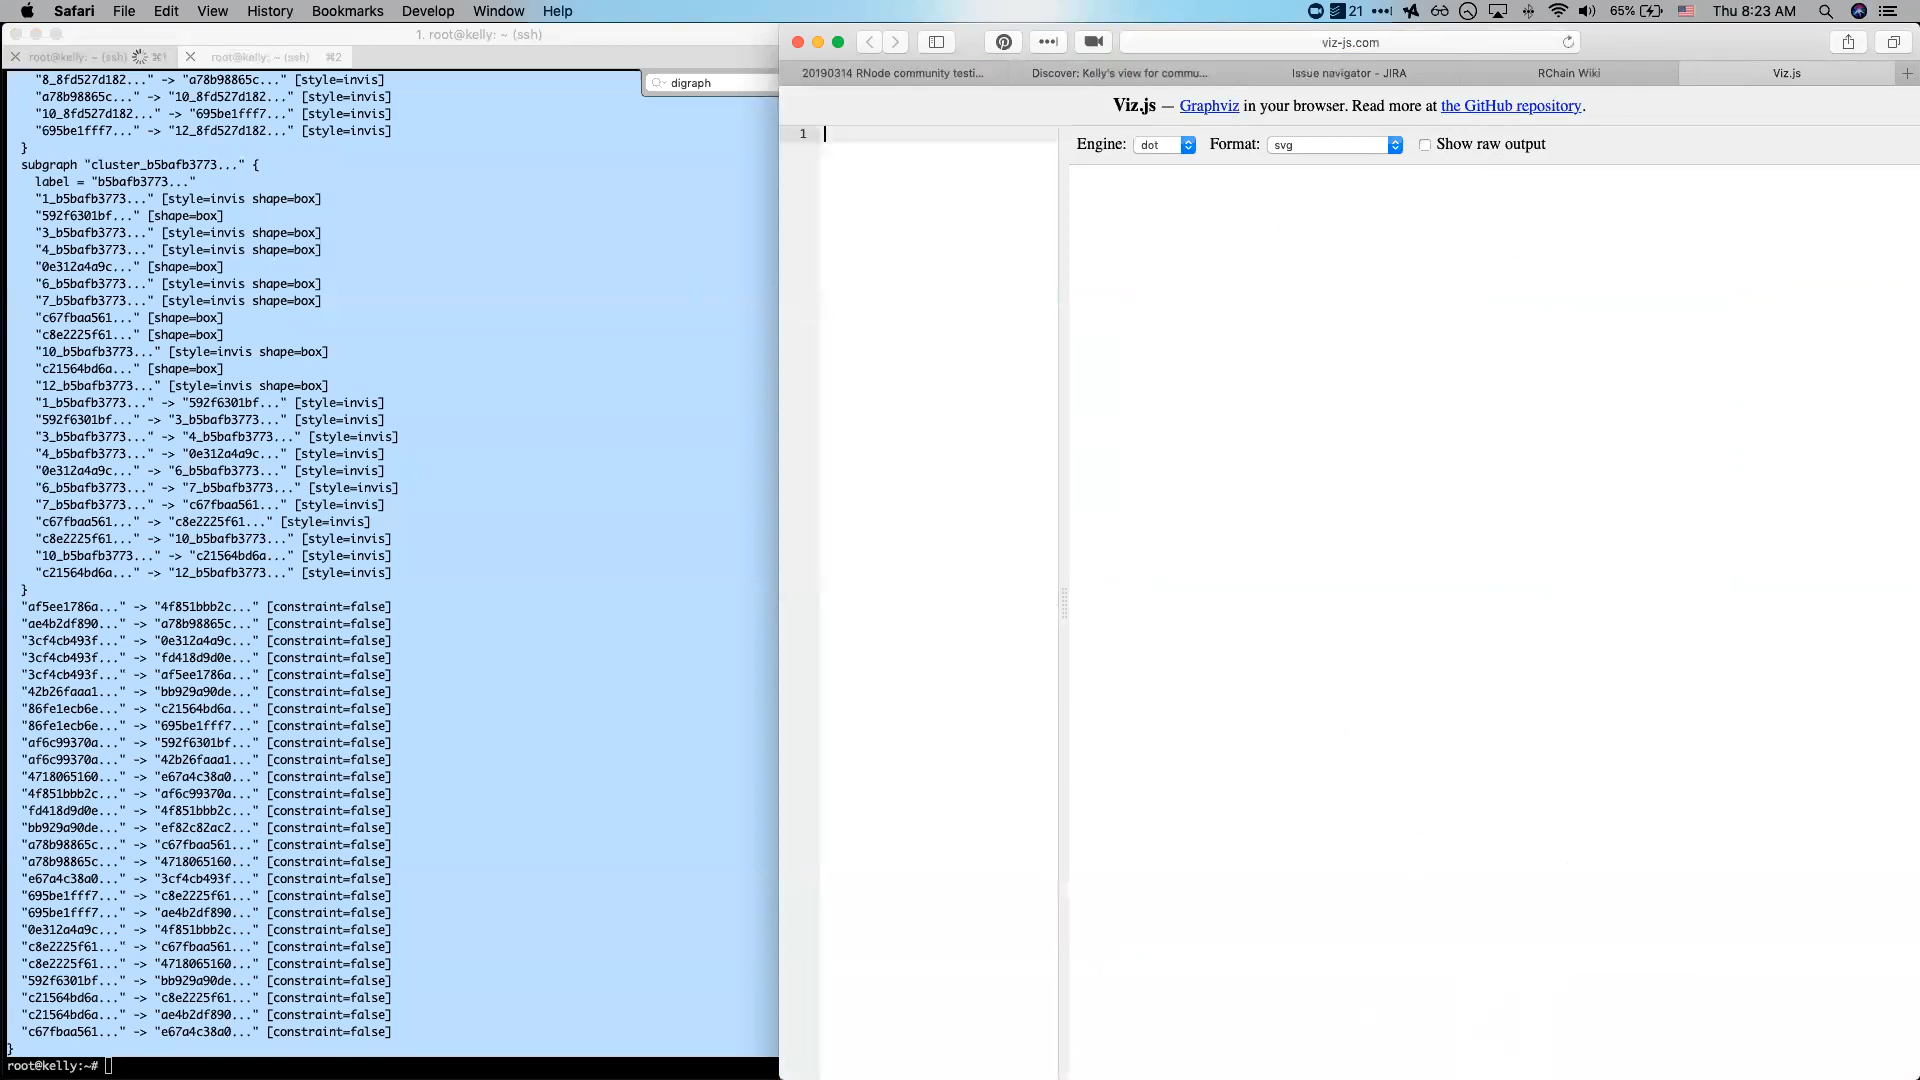 Safari File Edit View History Bookmarks Develop Window Help
21 65% Thu 8:23 AM
1. root@kelly: ~ (ssh)
root@kelly: ~ (ssh) ⌘1 root@kelly: ~ (ssh) ⌘2
digraph
"8_8fd527d182..." -> "a78b98865c..." [style=invis]
"a78b98865c..." -> "10_8fd527d182..." [style=invis]
"10_8fd527d182..." -> "695be1fff7..." [style=invis]
"695be1fff7..." -> "12_8fd527d182..." [style=invis]
}
subgraph "cluster_b5bafb3773..." {
label = "b5bafb3773..."
"1_b5bafb3773..." [style=invis shape=box]
"592f6301bf..." [shape=box]
"3_b5bafb3773..." [style=invis shape=box]
"4_b5bafb3773..." [style=invis shape=box]
"0e312a4a9c..." [shape=box]
"6_b5bafb3773..." [style=invis shape=box]
"7_b5bafb3773..." [style=invis shape=box]
"c67fbaa561..." [shape=box]
"c8e2225f61..." [shape=box]
"10_b5bafb3773..." [style=invis shape=box]
"c21564bd6a..." [shape=box]
"12_b5bafb3773..." [style=invis shape=box]
"1_b5bafb3773..." -> "592f6301bf..." [style=invis]
"592f6301bf..." -> "3_b5bafb3773..." [style=invis]
"3_b5bafb3773..." -> "4_b5bafb3773..." [style=invis]
"4_b5bafb3773..." -> "0e312a4a9c..." [style=invis]
"0e312a4a9c..." -> "6_b5bafb3773..." [style=invis]
"6_b5bafb3773..." -> "7_b5bafb3773..." [style=invis]
"7_b5bafb3773..." -> "c67fbaa561..." [style=invis]
"c67fbaa561..." -> "c8e2225f61..." [style=invis]
"c8e2225f61..." -> "10_b5bafb3773..." [style=invis]
"10_b5bafb3773..." -> "c21564bd6a..." [style=invis]
"c21564bd6a..." -> "12_b5bafb3773..." [style=invis]
}
"af5ee1786a..." -> "4f851bbb2c..." [constraint=false]
"ae4b2df890..." -> "a78b98865c..." [constraint=false]
"3cf4cb493f..." -> "0e312a4a9c..." [constraint=false]
"3cf4cb493f..." -> "fd418d9d0e..." [constraint=false]
"3cf4cb493f..." -> "af5ee1786a..." [constraint=false]
"42b26faaa1..." -> "bb929a90de..." [constraint=false]
"86fe1ecb6e..." -> "c21564bd6a..." [constraint=false]
"86fe1ecb6e..." -> "695be1fff7..." [constraint=false]
"af6c99370a..." -> "592f6301bf..." [constraint=false]
"af6c99370a..." -> "42b26faaa1..." [constraint=false]
"4718065160..." -> "e67a4c38a0..." [constraint=false]
"4f851bbb2c..." -> "af6c99370a..." [constraint=false]
"fd418d9d0e..." -> "4f851bbb2c..." [constraint=false]
"bb929a90de..." -> "ef82c82ac2..." [constraint=false]
"a78b98865c..." -> "c67fbaa561..." [constraint=false]
"a78b98865c..." -> "4718065160..." [constraint=false]
"e67a4c38a0..." -> "3cf4cb493f..." [constraint=false]
"695be1fff7..." -> "c8e2225f61..." [constraint=false]
"695be1fff7..." -> "ae4b2df890..." [constraint=false]
"0e312a4a9c..." -> "4f851bbb2c..." [constraint=false]
"c8e2225f61..." -> "c67fbaa561..." [constraint=false]
"c8e2225f61..." -> "4718065160..." [constraint=false]
"592f6301bf..." -> "bb929a90de..." [constraint=false]
"c21564bd6a..." -> "c8e2225f61..." [constraint=false]
"c21564bd6a..." -> "ae4b2df890..." [constraint=false]
"c67fbaa561..." -> "e67a4c38a0..." [constraint=false]
}
root@kelly:~#
viz-js.com
20190314 RNode community testi... Discover: Kelly's view for commu... Issue navigator - JIRA RChain Wiki Viz.js
Viz.js — Graphviz in your browser. Read more at the GitHub repository.
1
Engine: dot Format: svg Show raw output